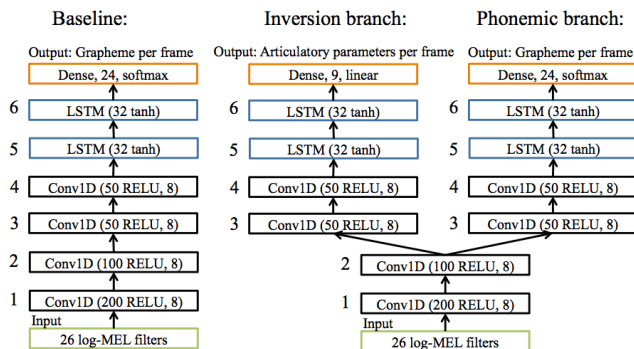 Baseline:
Output: Grapheme per frame
Dense, 24, softmax
6
LSTM (32 tanh)
5
LSTM (32 tanh)
4
Conv1D (50 RELU, 8)
3
Conv1D (50 RELU, 8)
2
Conv1D (100 RELU, 8)
1
Conv1D (200 RELU, 8)
Input
26 log-MEL filters
Inversion branch:
Output: Articulatory parameters per frame
Dense, 9, linear
6
LSTM (32 tanh)
5
LSTM (32 tanh)
4
Conv1D (50 RELU, 8)
3
Conv1D (50 RELU, 8)
Phonemic branch:
Output: Grapheme per frame
Dense, 24, softmax
6
LSTM (32 tanh)
5
LSTM (32 tanh)
4
Conv1D (50 RELU, 8)
3
Conv1D (50 RELU, 8)
2
Conv1D (100 RELU, 8)
1
Conv1D (200 RELU, 8)
Input
26 log-MEL filters